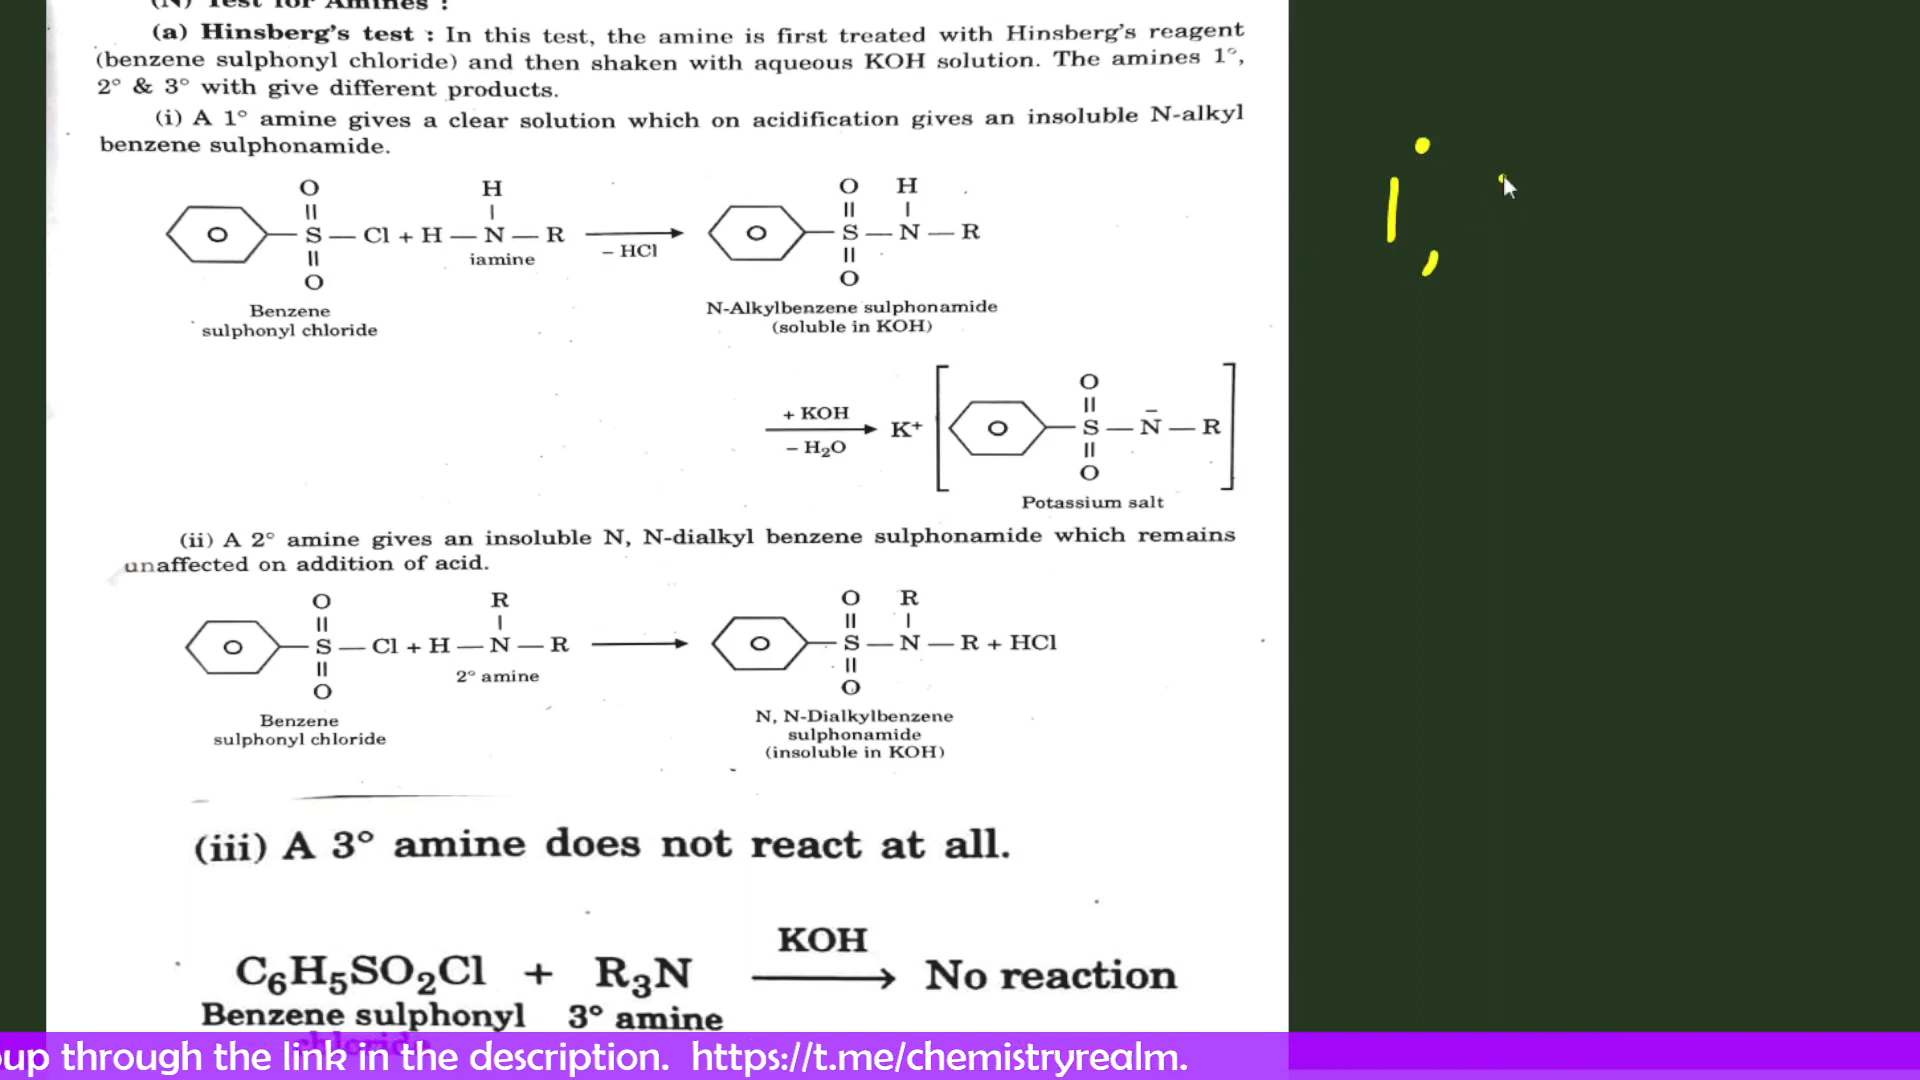 (N) Test for Amines :
(a) Hinsberg's test : In this test, the amine is first treated with Hinsberg's reagent
(benzene sulphonyl chloride) and then shaken with aqueous KOH solution. The amines 1°,
2° & 3° with give different products.
(i) A 1° amine gives a clear solution which on acidification gives an insoluble N-alkyl
benzene sulphonamide.
O H O H
|| | || |
S — Cl + H — N — R — HCl S — N — R
|| iamine ||
O O
Benzene
sulphonyl chloride
N-Alkylbenzene sulphonamide
(soluble in KOH)
O
+ KOH ||
– H₂O K⁺ S — N̄ — R
||
O
Potassium salt
(ii) A 2° amine gives an insoluble N, N-dialkyl benzene sulphonamide which remains
unaffected on addition of acid.
O R O R
|| | || |
S — Cl + H — N — R S — N — R + HCl
|| 2° amine ||
O O
Benzene
sulphonyl chloride
N, N-Dialkylbenzene
sulphonamide
(insoluble in KOH)
(iii) A 3° amine does not react at all.
KOH
C₆H₅SO₂Cl + R₃N → No reaction
Benzene sulphonyl 3° amine
chloride
oup through the link in the description. https://t.me/chemistryrealm.